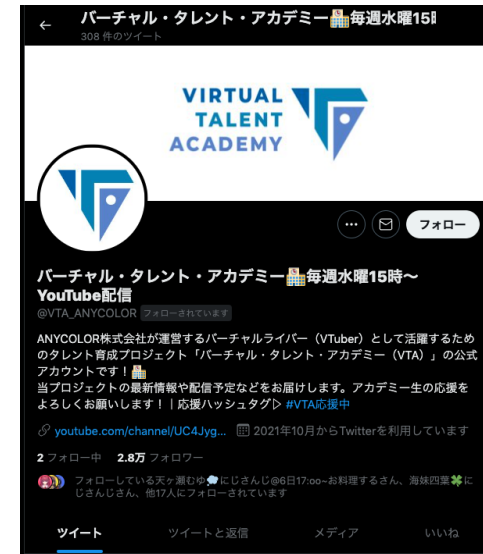 バーチャル・タレント・アカデミー🏫毎週水曜15時
308 件のツイート
VIRTUAL
TALENT
ACADEMY
フォロー
バーチャル・タレント・アカデミー🏫毎週水曜15時〜
YouTube配信
@VTA_ANYCOLOR フォローされています
ANYCOLOR株式会社が運営するバーチャルライバー（VTuber）として活躍するため
のタレント育成プロジェクト「バーチャル・タレント・アカデミー（VTA）」の公式
アカウントです！🏫
当プロジェクトの最新情報や配信予定などをお届けします。アカデミー生の応援を
よろしくお願いします！｜応援ハッシュタグ▷ #VTA応援中
youtube.com/channel/UC4Jyg... 2021年10月からTwitterを利用しています
2 フォロー中 2.8万 フォロワー
フォローしている天ヶ瀬むゆ💭にじさんじ@6日17:00~お料理するさん、海妹四葉🍀に
じさんじさん、他17人にフォローされています
ツイート ツイートと返信 メディア いいね